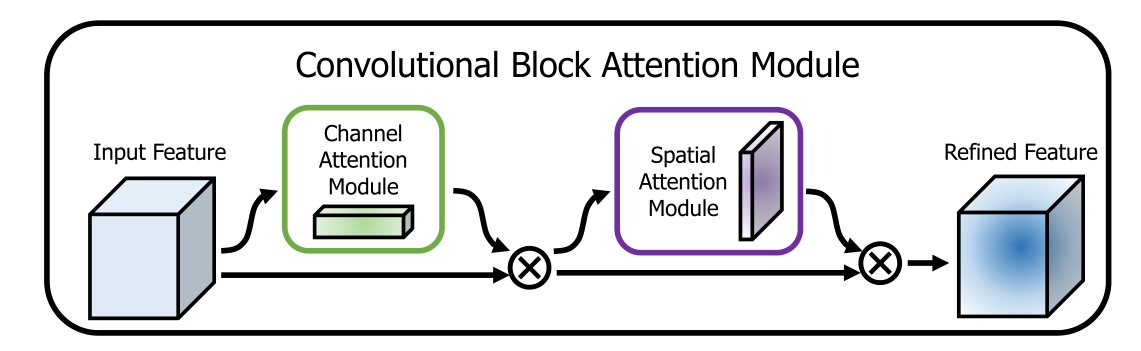 Convolutional Block Attention Module
Input Feature
Channel
Attention
Module
Spatial
Attention
Module
Refined Feature